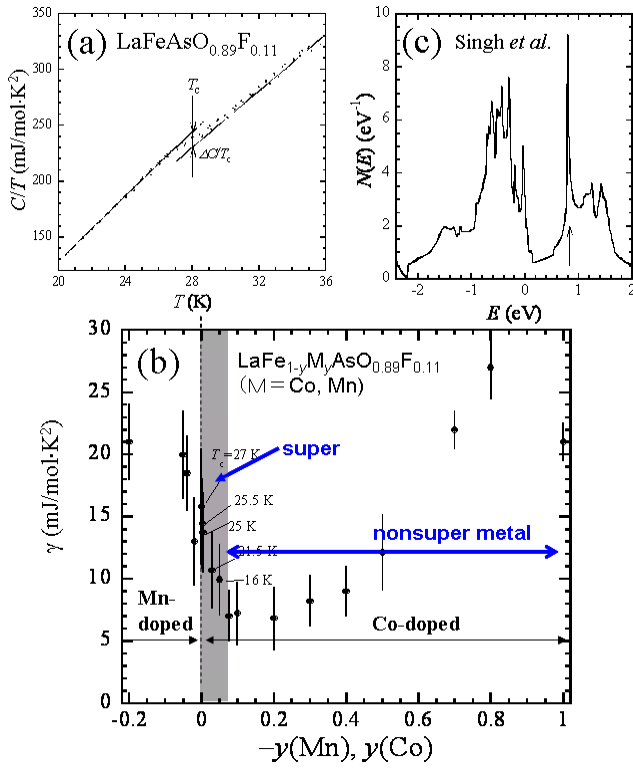 (a) LaFeAsO0.89F0.11
350
300
250
200
150
C/T (mJ/mol·K2)
Tc
ΔC/Tc
20 24 28 32 36
T (K)
(c) Singh et al.
10
8
6
4
2
0
N(E) (eV-1)
-2 -1 0 1 2
E (eV)
(b) LaFe1-yMyAsO0.89F0.11
(M=Co, Mn)
30
25
20
15
10
5
0
γ (mJ/mol·K2)
Tc=27 K
super
25.5 K
25 K
nonsuper metal
21.5 K
16 K
Mn-
doped
Co-doped
-0.2 0 0.2 0.4 0.6 0.8 1
−y(Mn), y(Co)